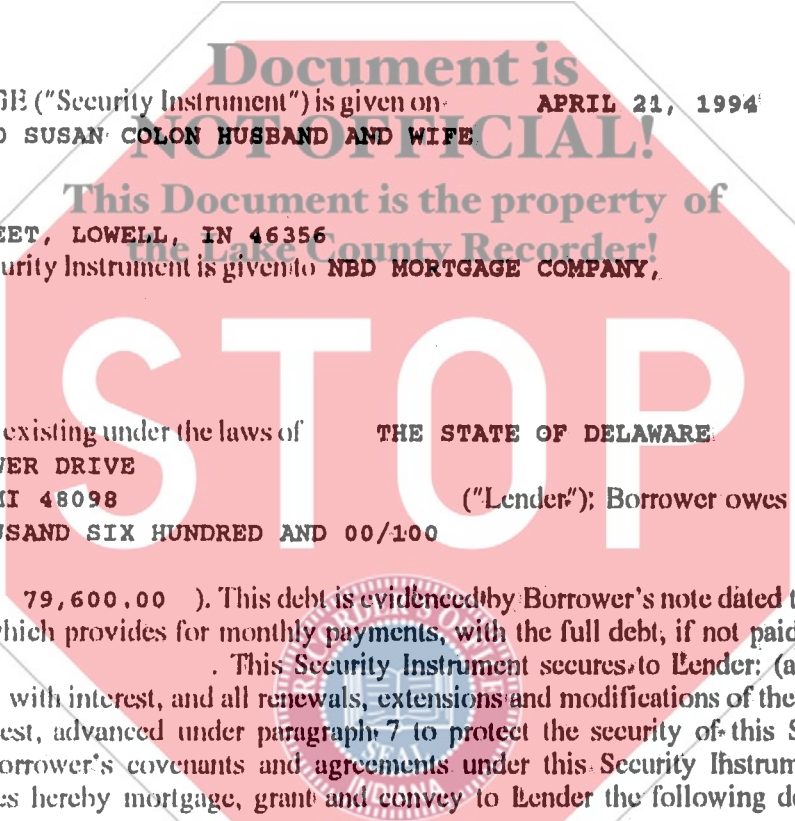 Document is
GE ("Security Instrument") is given on APRIL 21, 1994
NOT OFFICIAL!
SUSAN COLON HUSBAND AND WIFE
This Document is the property of
EET, LOWELL, IN 46356
the Lake County Recorder!
urity Instrument is given to NBD MORTGAGE COMPANY,
STOP
existing under the laws of THE STATE OF DELAWARE
VER DRIVE
MI 48098 ("Lender"); Borrower owes
USAND SIX HUNDRED AND 00/100
79,600.00 ). This debt is evidenced by Borrower's note dated t
which provides for monthly payments, with the full debt, if not paid
. This Security Instrument secures to Lender: (a
with interest, and all renewals, extensions and modifications of the
est, advanced under paragraph 7 to protect the security of this S
orrower's covenants and agreements under this Security Instrum
es hereby mortgage, grant and convey to Lender the following de
SEAL
INDIANA